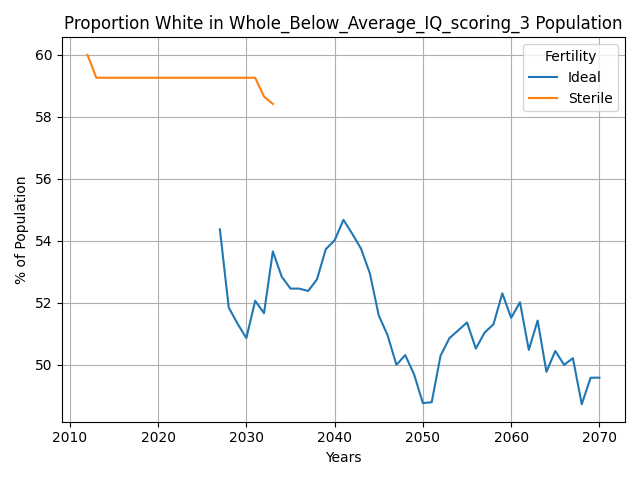 Proportion White in Whole_Below_Average_IQ_scoring_3 Population
Fertility
Ideal
Sterile
% of Population
60
58
56
54
52
50
2010 2020 2030 2040 2050 2060 2070
Years